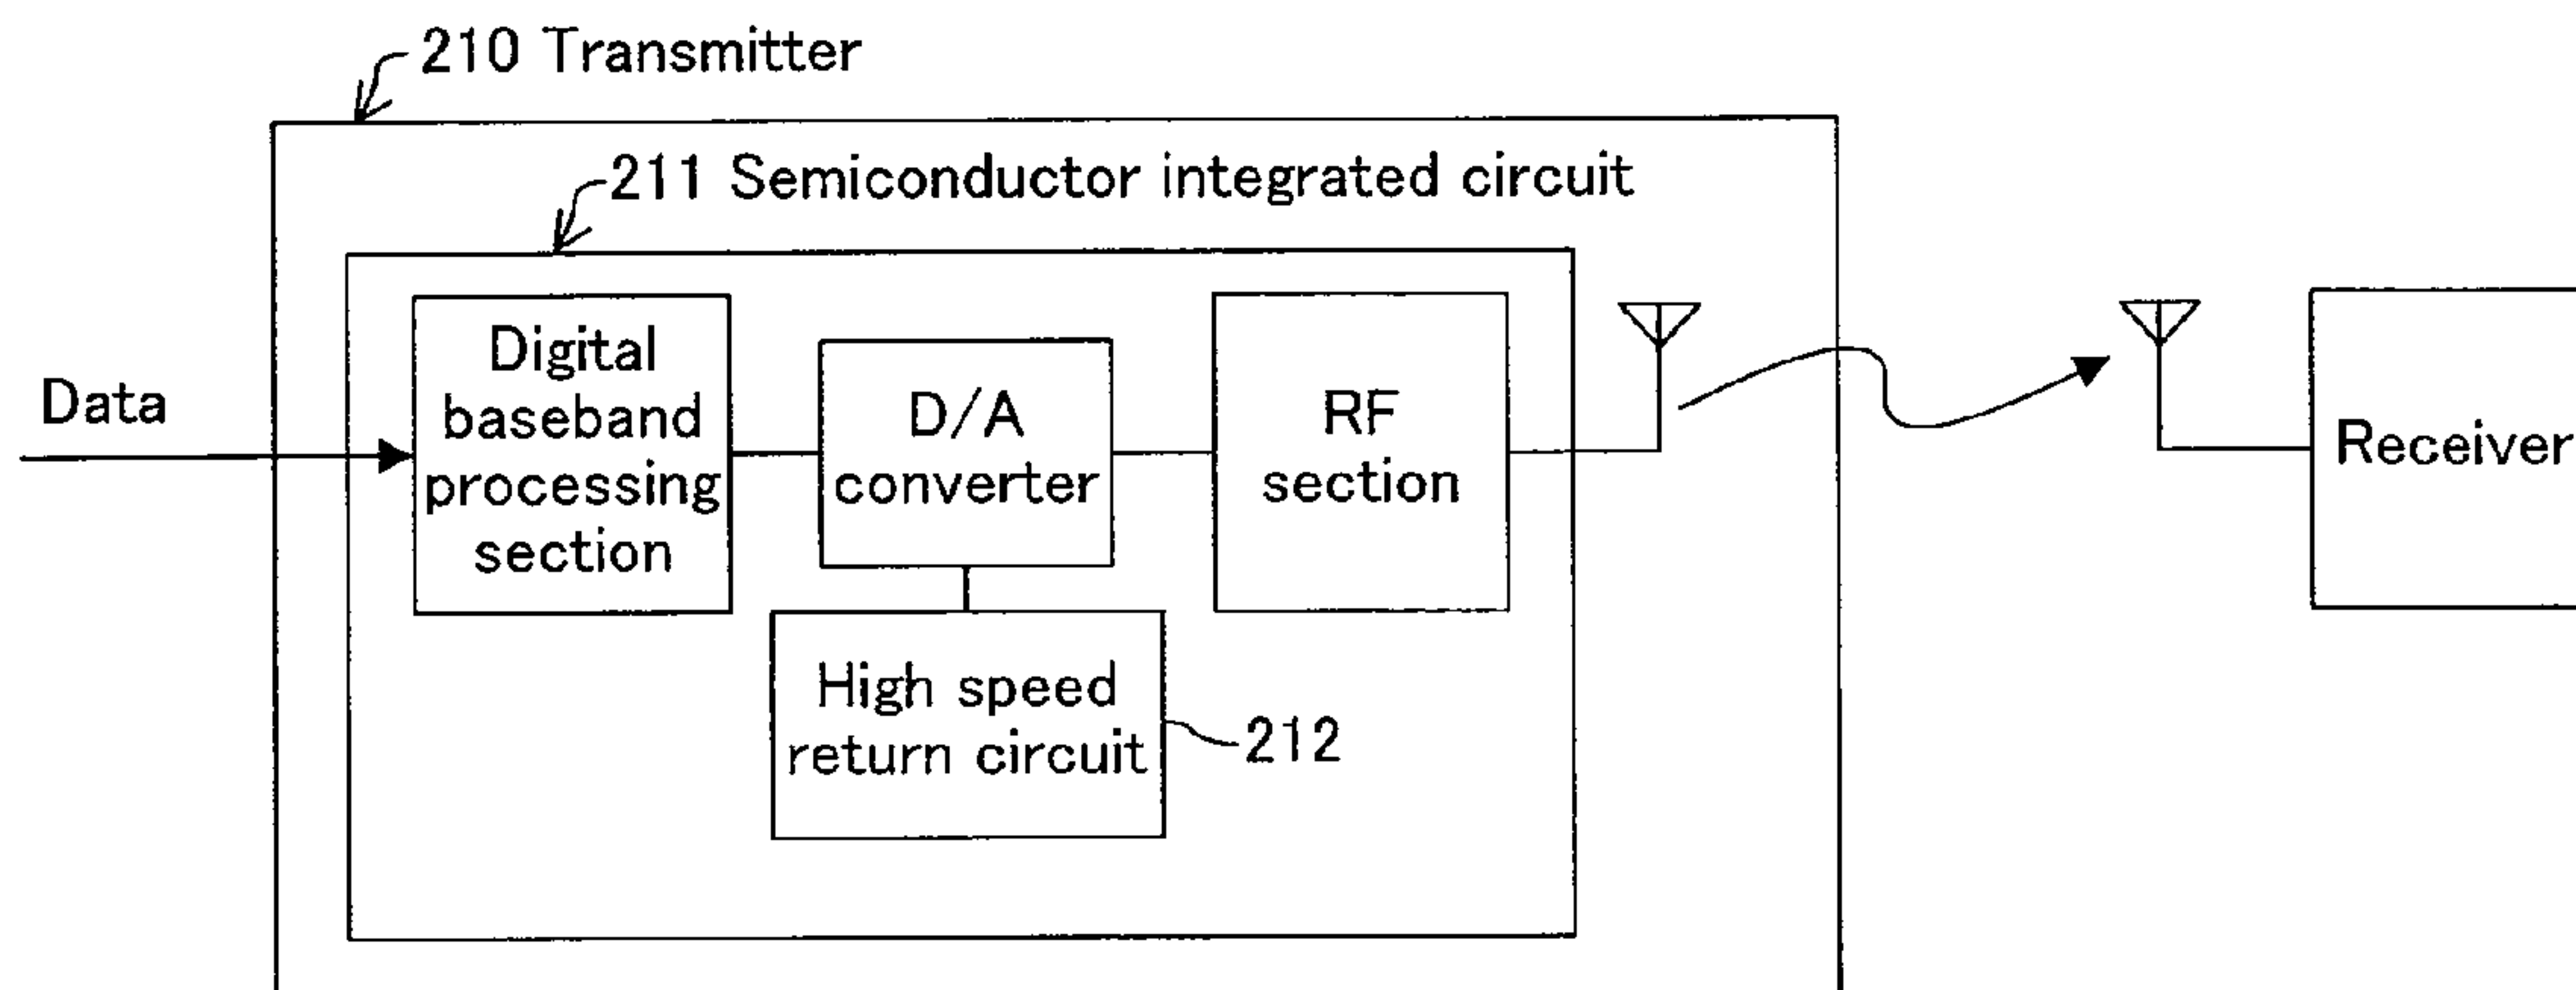 210 Transmitter
211 Semiconductor integrated circuit
Data
Digital
baseband
processing
section
D/A
converter
RF
section
Receiver
High speed
return circuit
212